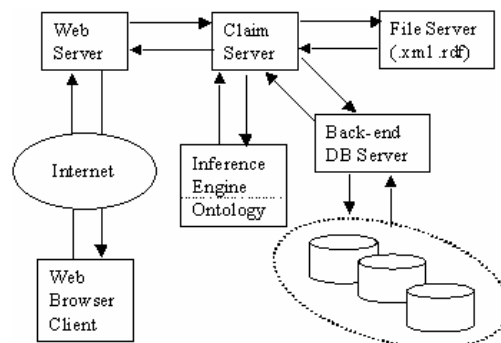 Web
Server
Claim
Server
File Server
(.xml .rdf)
Back-end
DB Server
Internet
Inference
Engine
Ontology
Web
Browser
Client